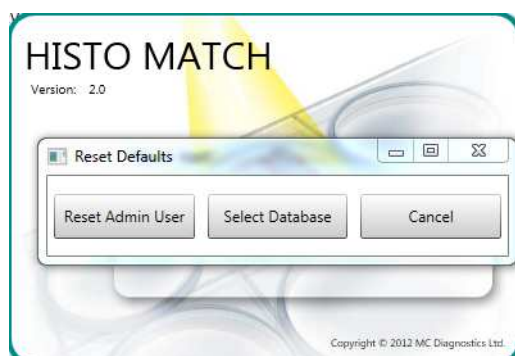 HISTO MATCH
Version: 2.0
Reset Defaults
Reset Admin User Select Database Cancel
Copyright © 2012 MC Diagnostics Ltd.